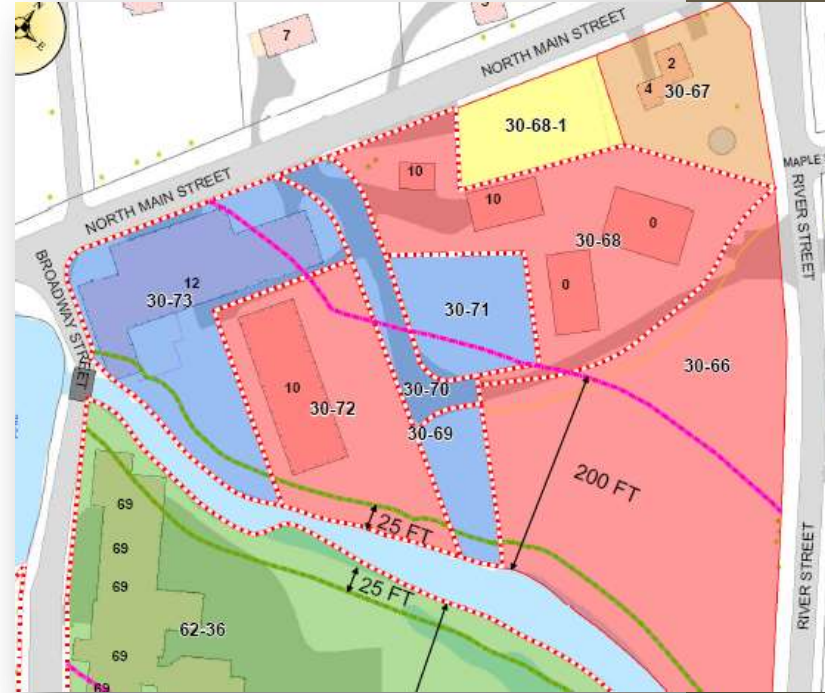 N
E
7
NORTH MAIN STREET
2
4
30-67
30-68-1
MAPLE
10
10
RIVER STREET
NORTH MAIN STREET
0
30-68
BROADWAY STREET
12
30-73
0
30-71
30-66
10
30-72
30-70
30-69
200 FT
25 FT
69
69
25 FT
69
RIVER STREET
62-36
69
69